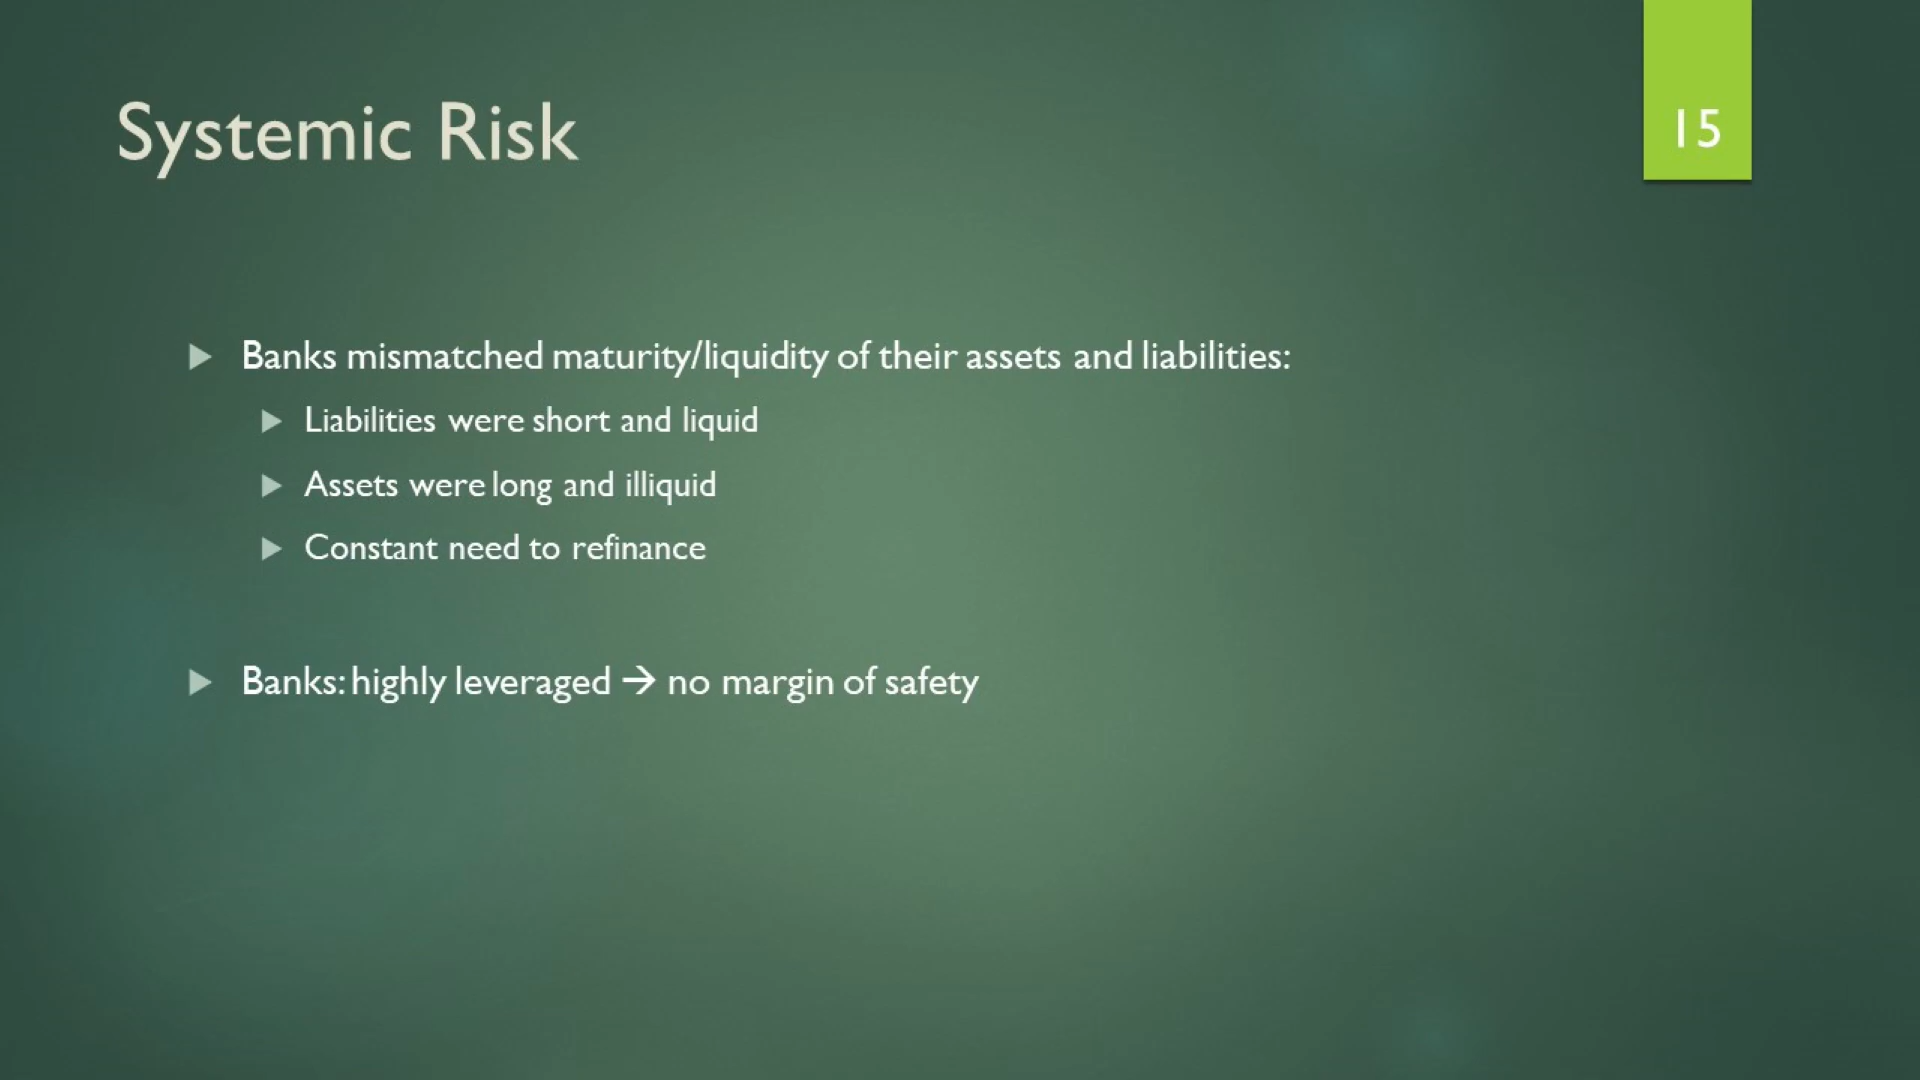 Systemic Risk
15
Banks mismatched maturity/liquidity of their assets and liabilities:
Liabilities were short and liquid
Assets were long and illiquid
Constant need to refinance
Banks: highly leveraged → no margin of safety